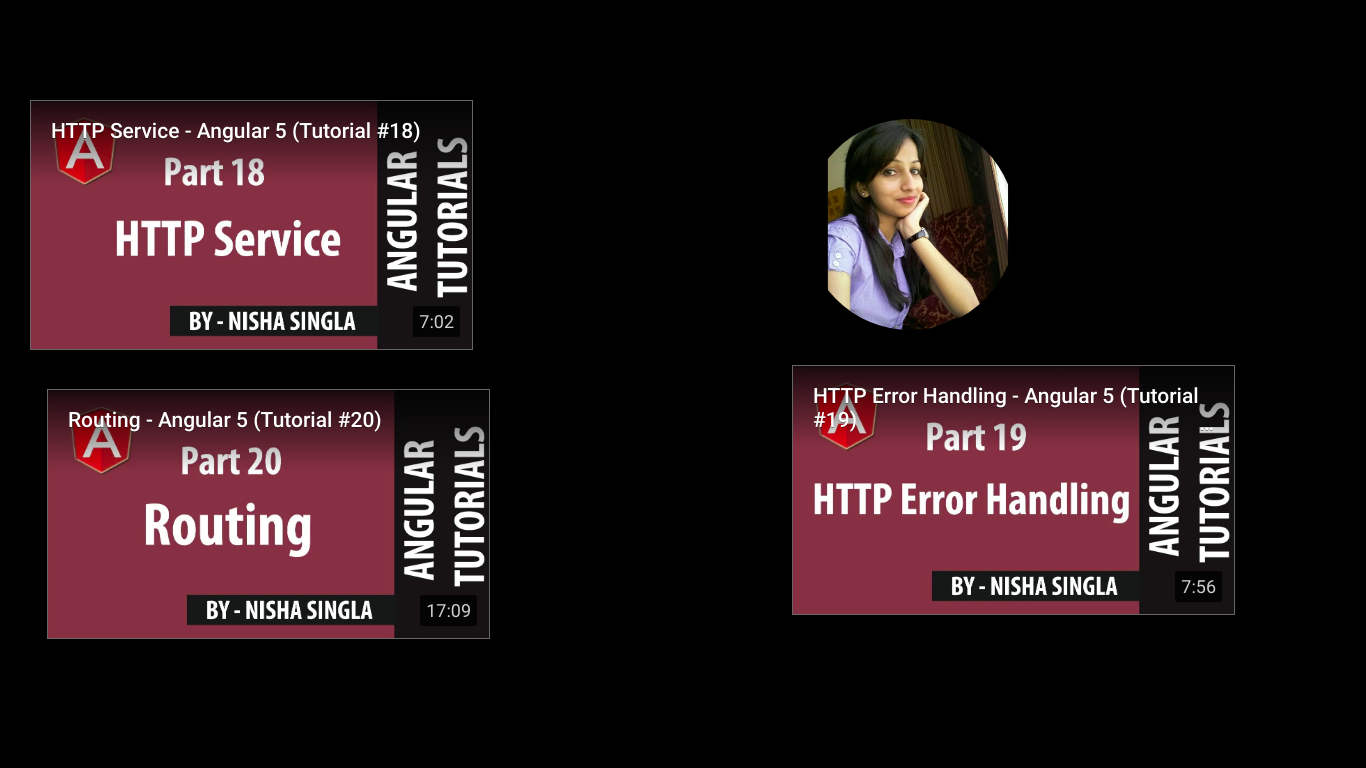 HTTP Service - Angular 5 (Tutorial #18)
A
Part 18
HTTP Service
ANGULAR
TUTORIALS
BY - NISHA SINGLA
7:02
Routing - Angular 5 (Tutorial #20)
A
Part 20
Routing
ANGULAR
TUTORIALS
BY - NISHA SINGLA
17:09
HTTP Error Handling - Angular 5 (Tutorial
#19)
A
Part 19
HTTP Error Handling
ANGULAR
TUTORIALS
BY - NISHA SINGLA
7:56